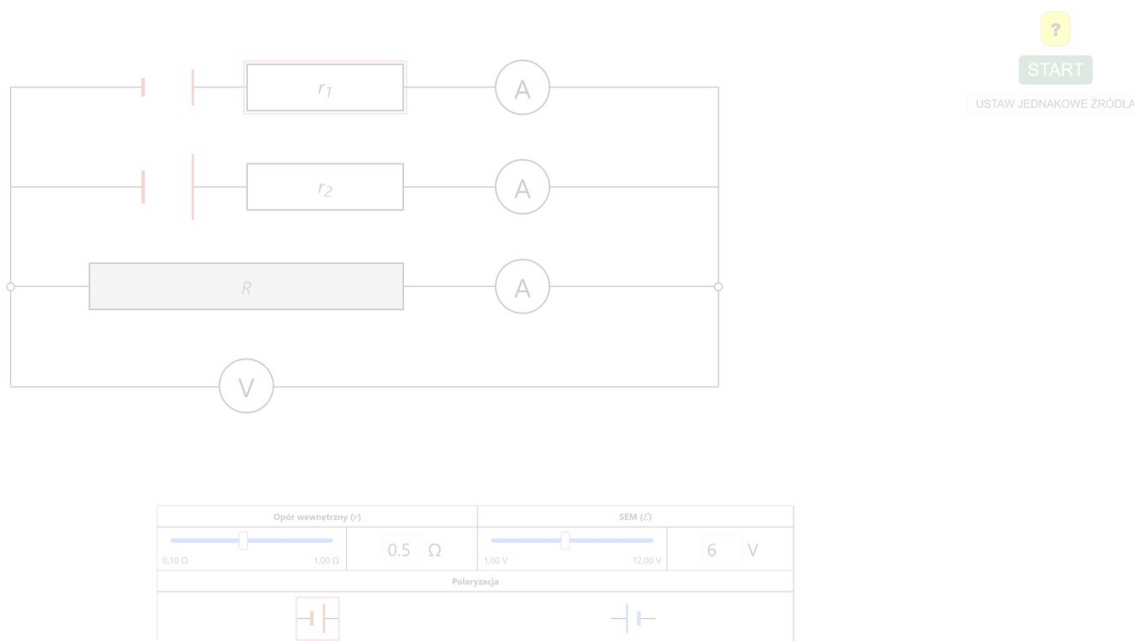 ?
START
USTAW JEDNAKOWE ŹRÓDŁA
r1
A
r2
A
R
A
V
Opór wewnętrzny (r)
SEM (ℰ)
0,10 Ω
1,00 Ω
0.5 Ω
1,00 V
12,00 V
6 V
Polaryzacja